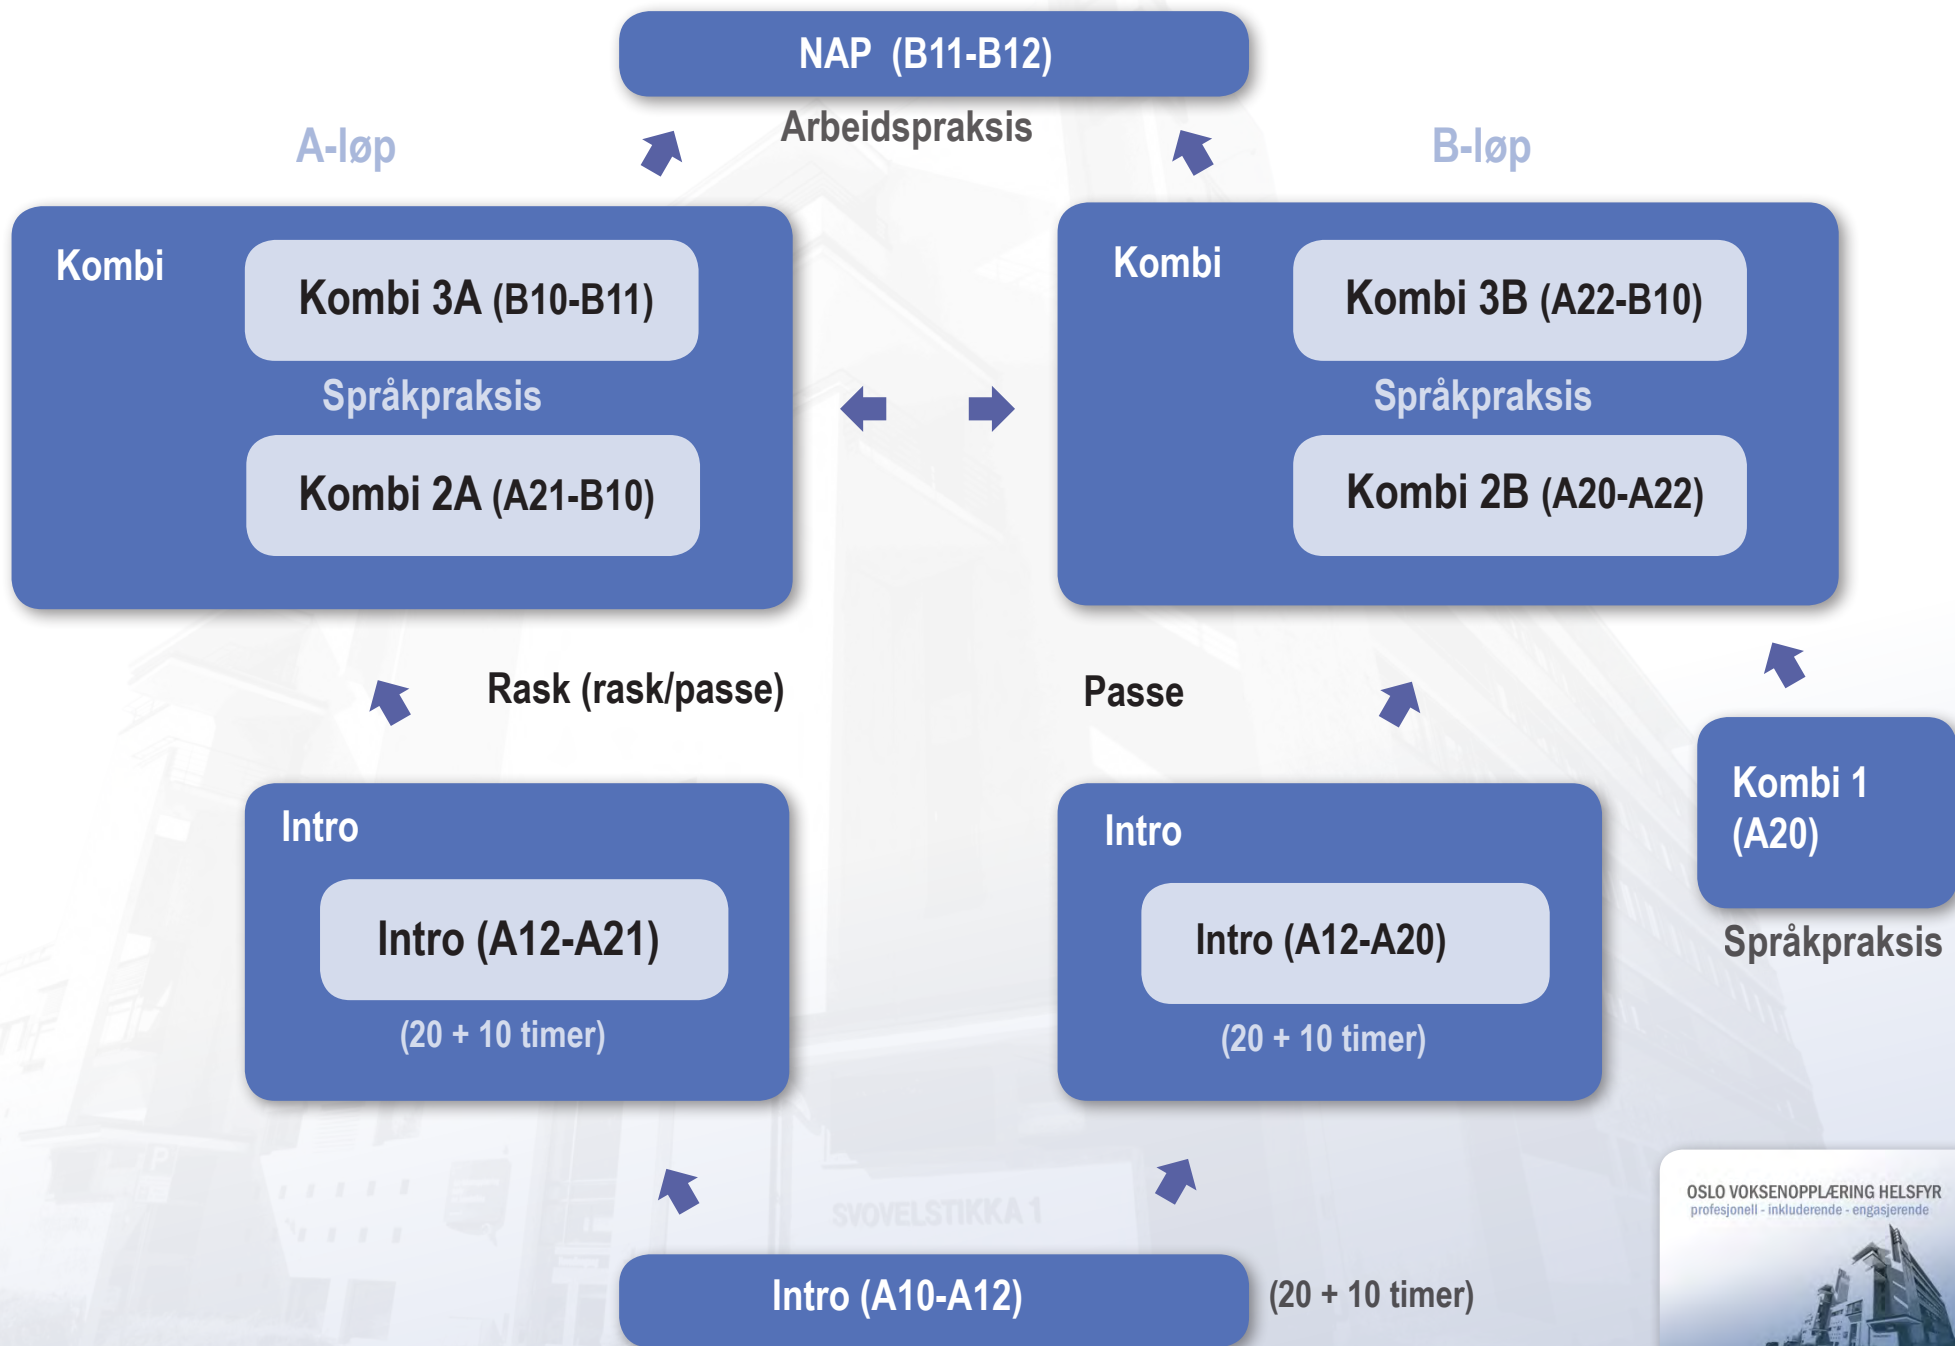 NAP (B11-B12)
Arbeidspraksis
A-løp
B-løp
Kombi
Kombi 3A (B10-B11)
Språkpraksis
Kombi 2A (A21-B10)
Kombi
Kombi 3B (A22-B10)
Språkpraksis
Kombi 2B (A20-A22)
Rask (rask/passe)
Passe
Kombi 1
(A20)
Språkpraksis
Intro
Intro (A12-A21)
(20 + 10 timer)
Intro
Intro (A12-A20)
(20 + 10 timer)
P
SVOVELSTIKKA 1
Intro (A10-A12)
(20 + 10 timer)
OSLO VOKSENOPPLÆRING HELSFYR
profesjonell - inkluderende - engasjerende